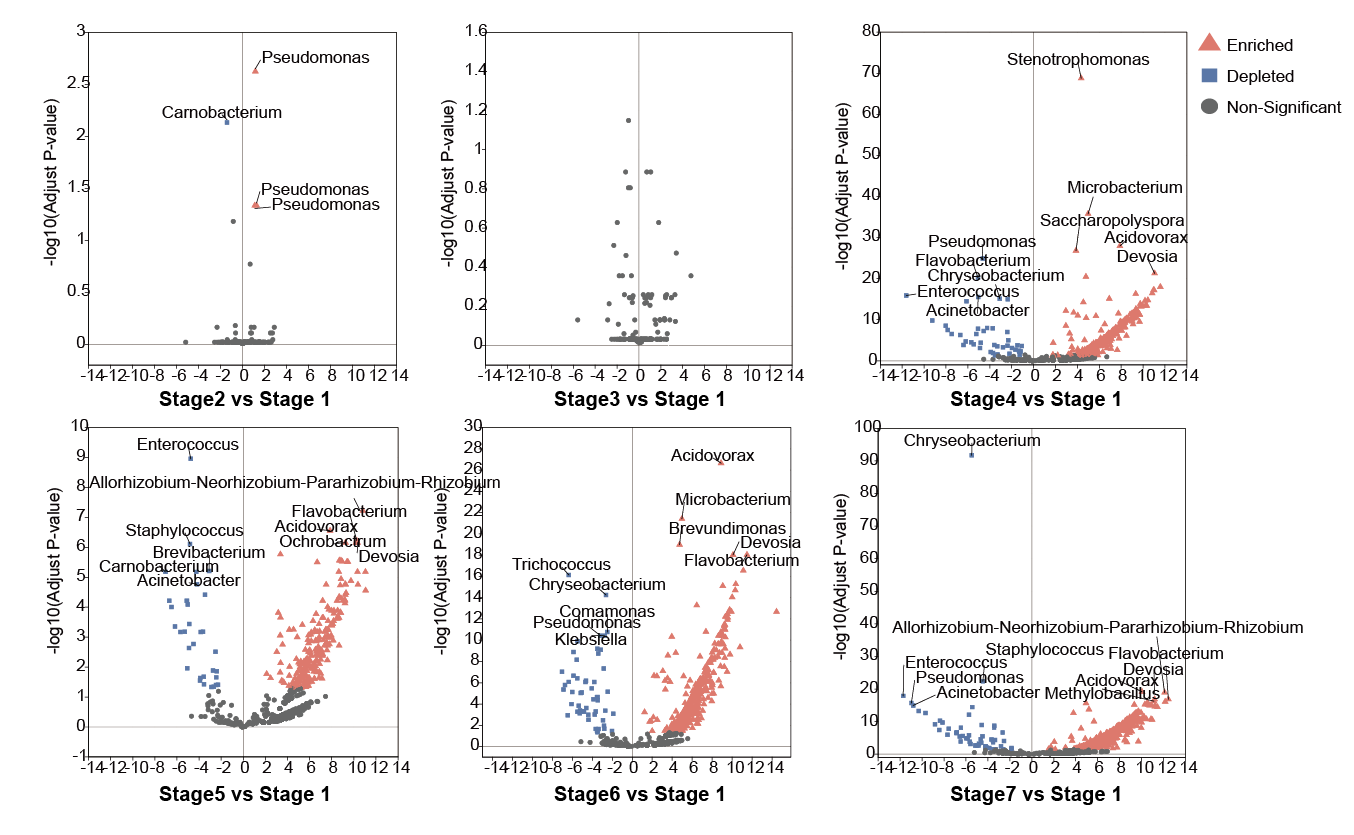 -log10(Adjust P-value)
3
2.5
2
1.5
1
0.5
0
Pseudomonas
Carnobacterium
Pseudomonas
Pseudomonas
-14 -12 -10 -8 -6 -4 -2 0 2 4 6 8 10 12 14
Stage2 vs Stage 1
-log10(Adjust P-value)
1.6
1.4
1.2
1
0.8
0.6
0.4
0.2
0
-14 -12 -10 -8 -6 -4 -2 0 2 4 6 8 10 12 14
Stage3 vs Stage 1
-log10(Adjust P-value)
80
70
60
50
40
30
20
10
0
Stenotrophomonas
Microbacterium
Saccharopolyspora
Acidovorax
Devosia
Pseudomonas
Flavobacterium
Chryseobacterium
Enterococcus
Acinetobacter
-14 -12 -10 -8 -6 -4 -2 0 2 4 6 8 10 12 14
Stage4 vs Stage 1
Enriched
Depleted
Non-Significant
-log10(Adjust P-value)
10
9
8
7
6
5
4
3
2
1
0
-1
Enterococcus
Allorhizobium-Neorhizobium-Pararhizobium-Rhizobium
Flavobacterium
Acidovorax
Staphylococcus
Ochrobactrum
Brevibacterium
Devosia
Carnobacterium
Acinetobacter
-14 -12 -10 -8 -6 -4 -2 0 2 4 6 8 10 12 14
Stage5 vs Stage 1
-log10(Adjust P-value)
30
28
26
24
22
20
18
16
14
12
10
8
6
4
2
0
Acidovorax
Microbacterium
Brevundimonas
Devosia
Flavobacterium
Trichococcus
Chryseobacterium
Comamonas
Pseudomonas
Klebsiella
-14 -12 -10 -8 -6 -4 -2 0 2 4 6 8 10 12 14
Stage6 vs Stage 1
-log10(Adjust P-value)
100
90
80
70
60
50
40
30
20
10
0
Chryseobacterium
Allorhizobium-Neorhizobium-Pararhizobium-Rhizobium
Staphylococcus
Flavobacterium
Enterococcus
Devosia
Pseudomonas
Acidovorax
Acinetobacter
Methylobacillus
-14 -12 -10 -8 -6 -4 -2 0 2 4 6 8 10 12 14
Stage7 vs Stage 1